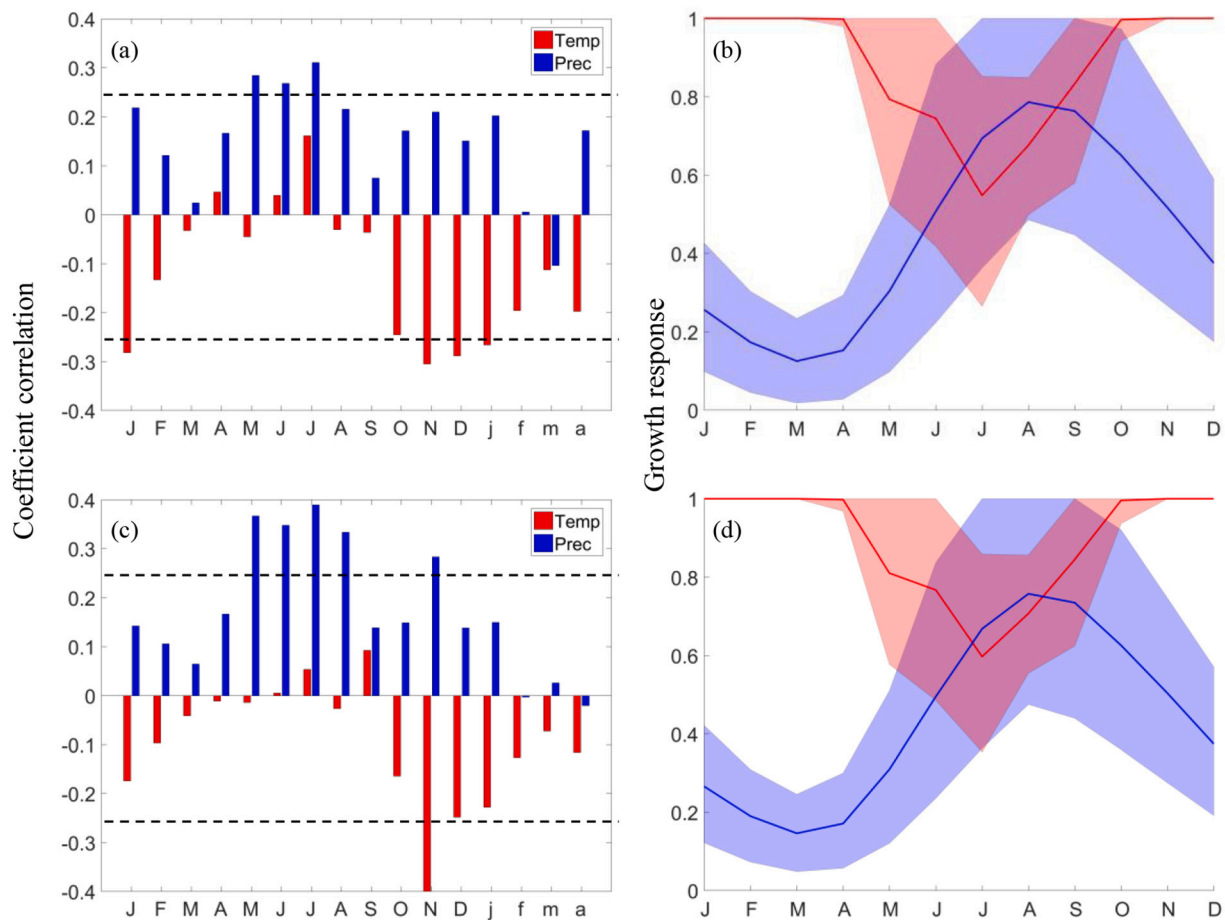 Coefficient correlation
0.4
0.3
0.2
0.1
0
-0.1
-0.2
-0.3
-0.4
(a)
Temp
Prec
J F M A M J J A S O N D j f m a
Growth response
1
0.8
0.6
0.4
0.2
0
(b)
J F M A M J J A S O N D
0.4
0.3
0.2
0.1
0
-0.1
-0.2
-0.3
-0.4
(c)
Temp
Prec
J F M A M J J A S O N D j f m a
1
0.8
0.6
0.4
0.2
0
(d)
J F M A M J J A S O N D